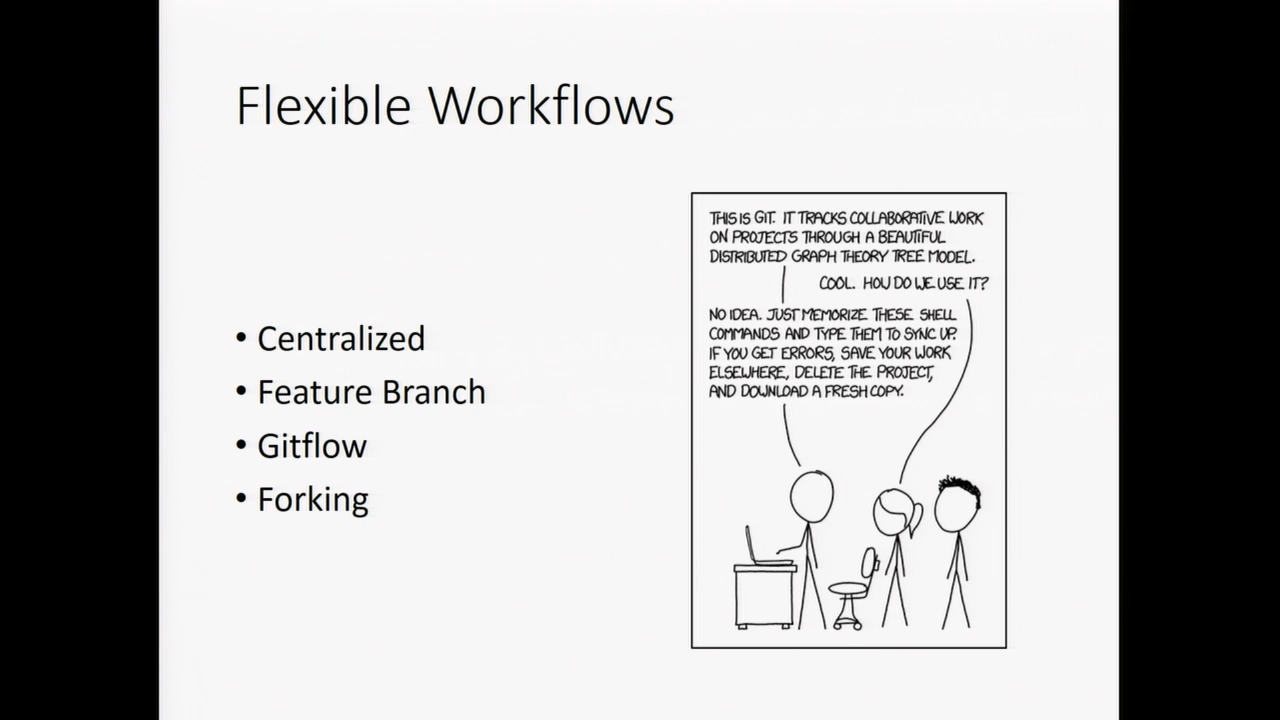 Flexible Workflows
• Centralized
• Feature Branch
• Gitflow
• Forking
THIS IS GIT. IT TRACKS COLLABORATIVE WORK
ON PROJECTS THROUGH A BEAUTIFUL
DISTRIBUTED GRAPH THEORY TREE MODEL.
COOL. HOW DO WE USE IT?
NO IDEA. JUST MEMORIZE THESE SHELL
COMMANDS AND TYPE THEM TO SYNC UP.
IF YOU GET ERRORS, SAVE YOUR WORK
ELSEWHERE, DELETE THE PROJECT,
AND DOWNLOAD A FRESH COPY.